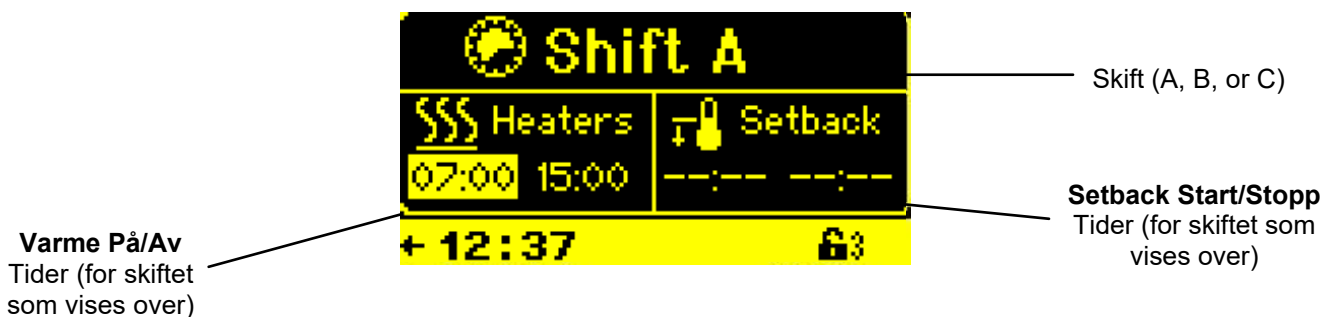 Shift A
Skift (A, B, or C)
Heaters
Setback
07:00 15:00
--:-- --:--
12:37
3
Varme På/Av
Tider (for skiftet
som vises over)
Setback Start/Stopp
Tider (for skiftet som
vises over)